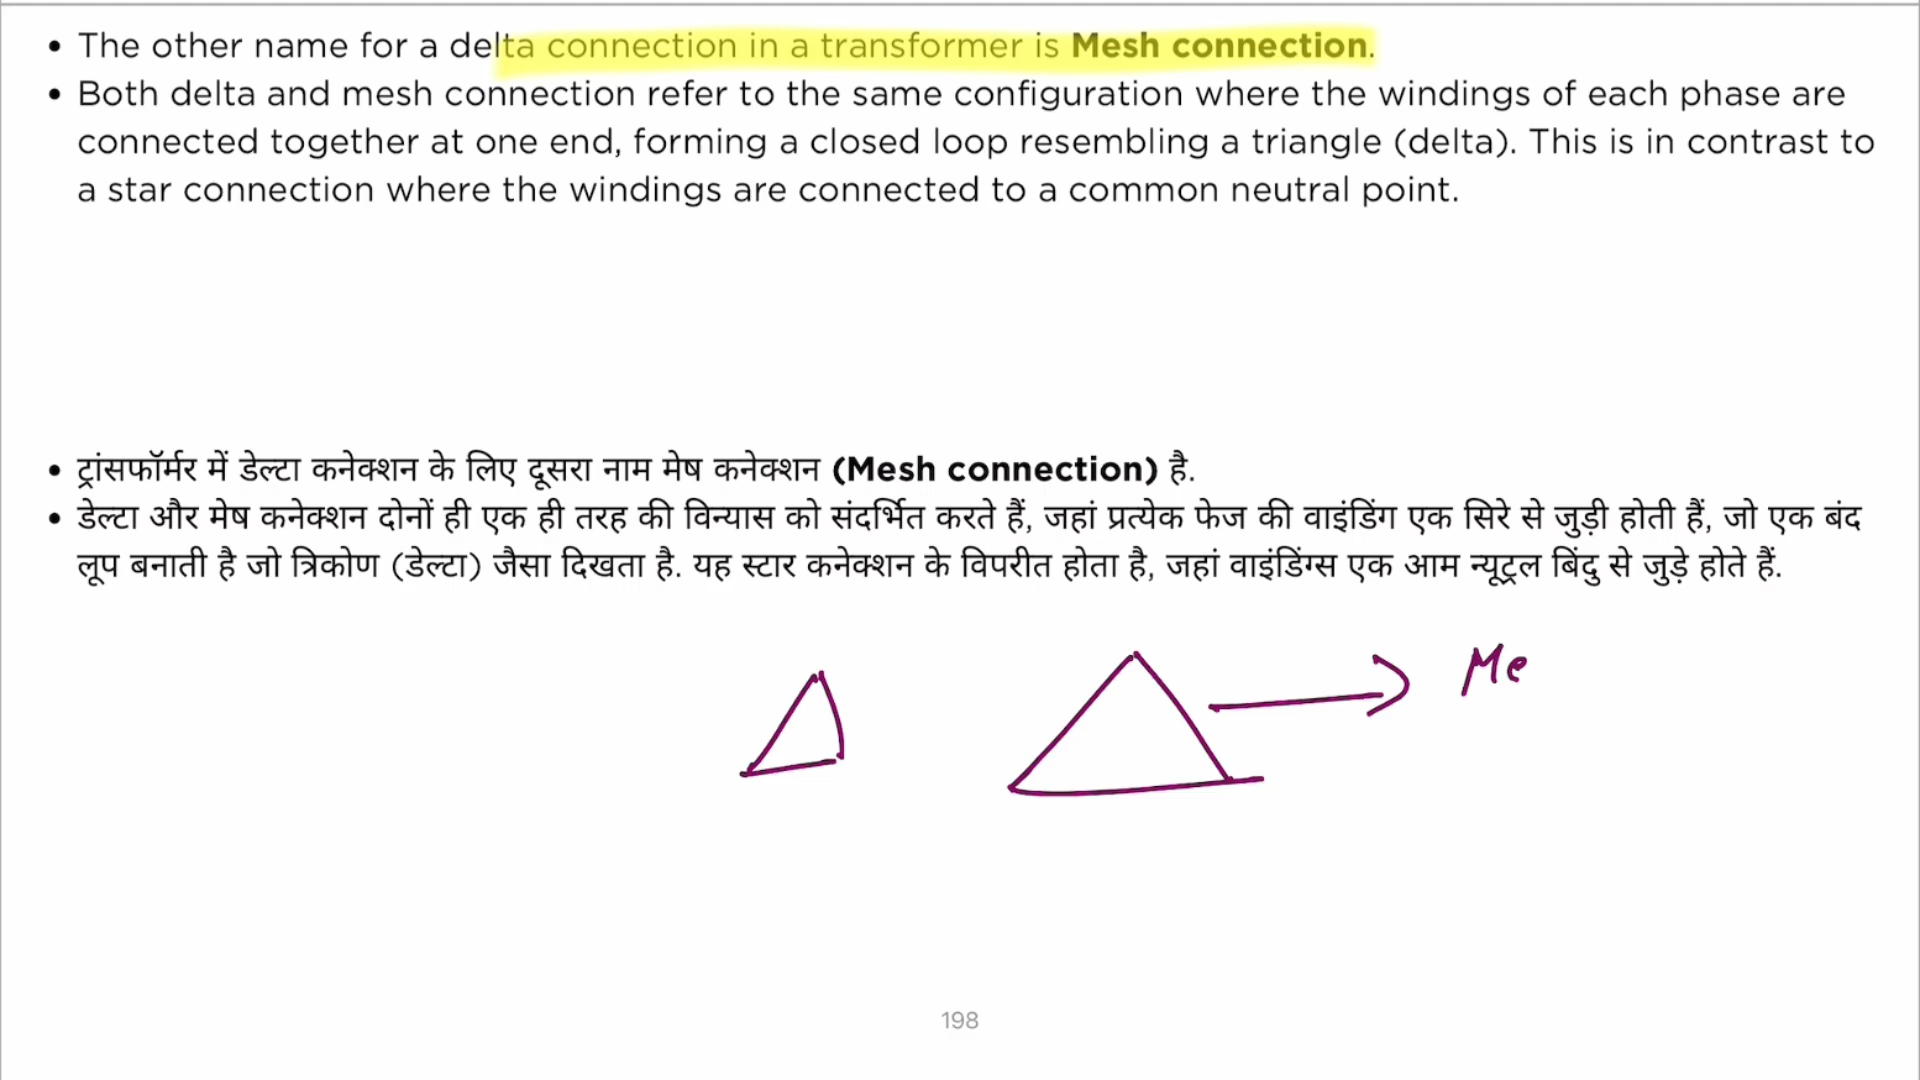 • The other name for a delta connection in a transformer is Mesh connection.
• Both delta and mesh connection refer to the same configuration where the windings of each phase are
connected together at one end, forming a closed loop resembling a triangle (delta). This is in contrast to
a star connection where the windings are connected to a common neutral point.
• ट्रांसफॉर्मर में डेल्टा कनेक्शन के लिए दूसरा नाम मेष कनेक्शन (Mesh connection) है.
• डेल्टा और मेष कनेक्शन दोनों ही एक ही तरह की विन्यास को संदर्भित करते हैं, जहां प्रत्येक फेज की वाइंडिंग एक सिरे से जुड़ी होती हैं, जो एक बंद
लूप बनाती है जो त्रिकोण (डेल्टा) जैसा दिखता है. यह स्टार कनेक्शन के विपरीत होता है, जहां वाइंडिंग्स एक आम न्यूट्रल बिंदु से जुड़े होते हैं.
Me
198